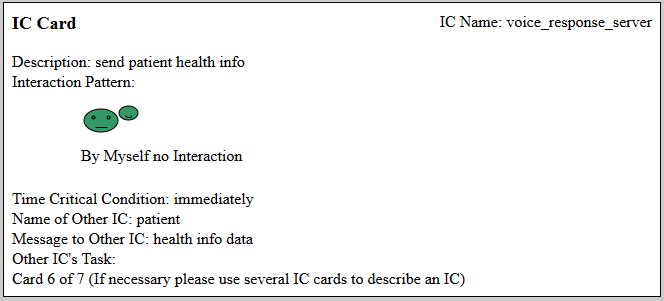 IC Card
IC Name: voice_response_server
Description: send patient health info
Interaction Pattern:
By Myself no Interaction
Time Critical Condition: immediately
Name of Other IC: patient
Message to Other IC: health info data
Other IC's Task:
Card 6 of 7 (If necessary please use several IC cards to describe an IC)